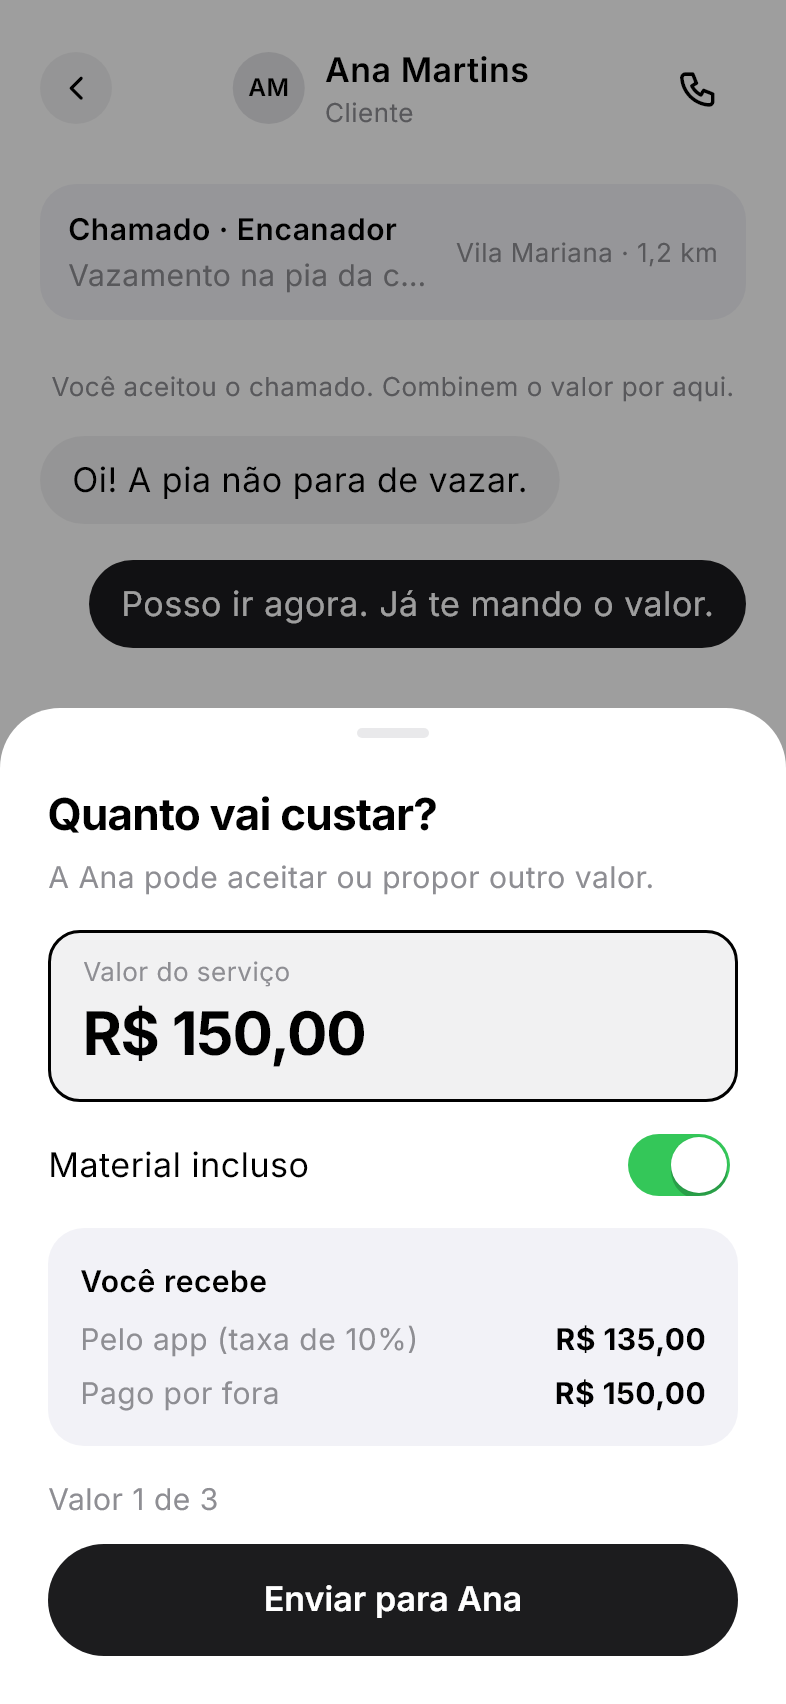 AM
Ana Martins
Cliente
Chamado · Encanador
Vazamento na pia da c...
Vila Mariana · 1,2 km
Você aceitou o chamado. Combinem o valor por aqui.
Oi! A pia não para de vazar.
Posso ir agora. Já te mando o valor.
Quanto vai custar?
A Ana pode aceitar ou propor outro valor.
Valor do serviço
R$ 150,00
Material incluso
Você recebe
Pelo app (taxa de 10%) R$ 135,00
Pago por fora R$ 150,00
Valor 1 de 3
Enviar para Ana